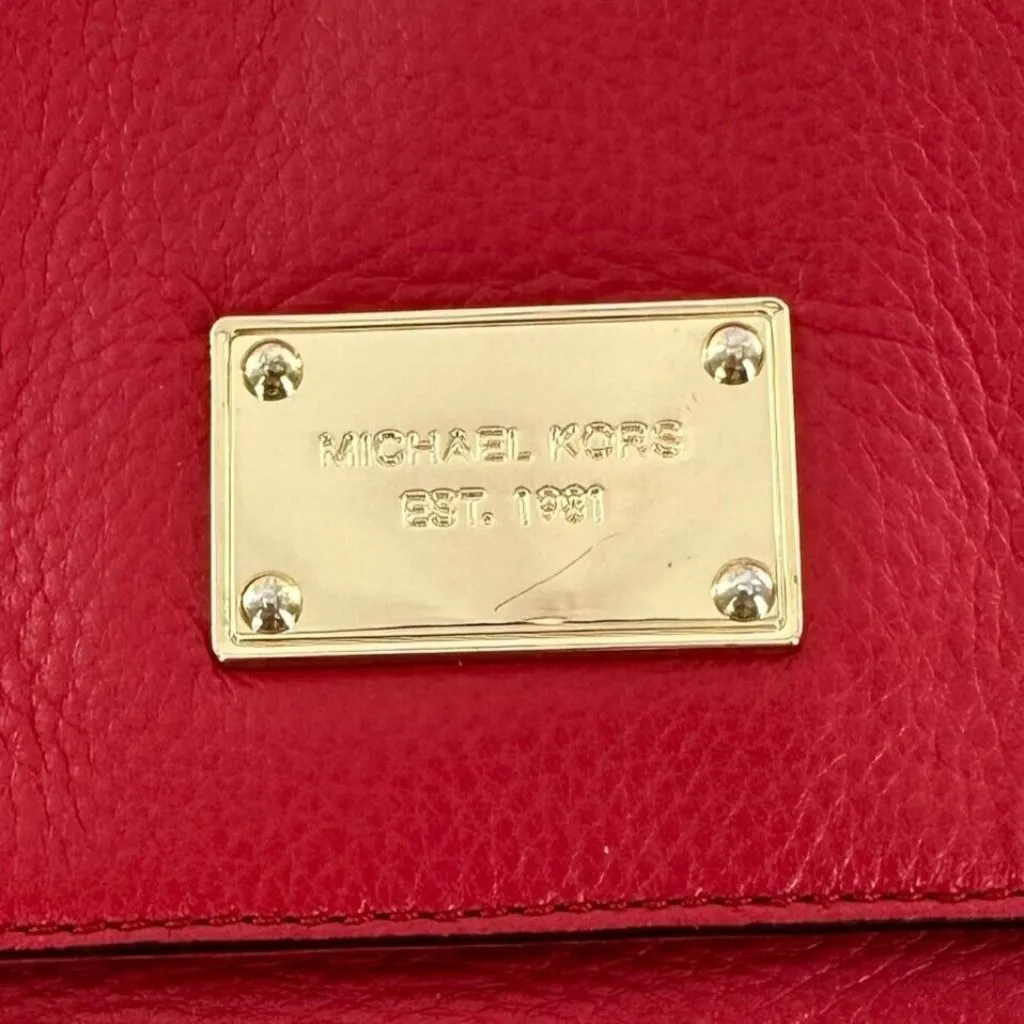 MICHAEL KORS
EST. 1981